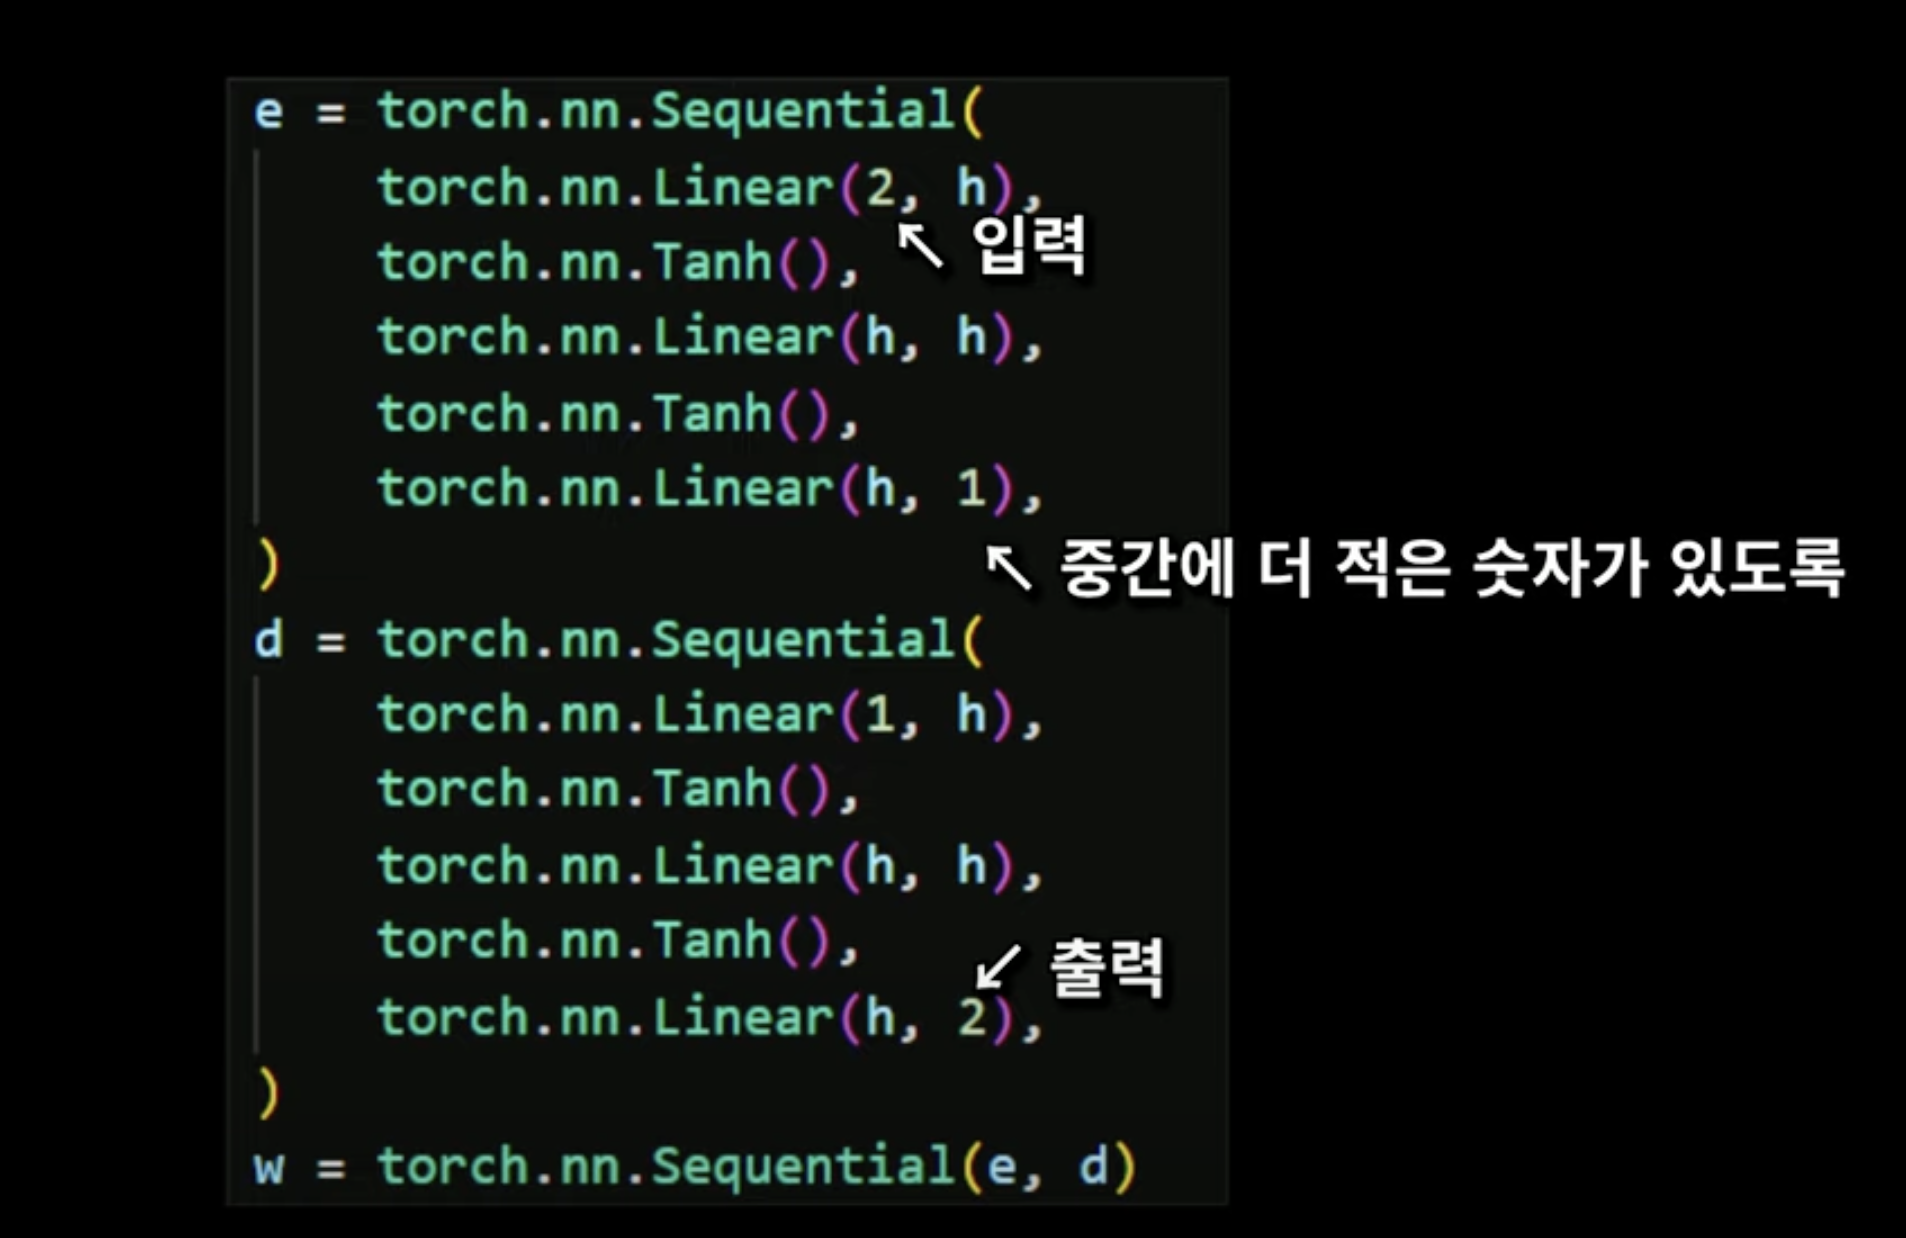 e = torch.nn.Sequential(
torch.nn.Linear(2, h),
↖ 입력
torch.nn.Tanh(),
torch.nn.Linear(h, h),
torch.nn.Tanh(),
torch.nn.Linear(h, 1),
)
↖ 중간에 더 적은 숫자가 있도록
d = torch.nn.Sequential(
torch.nn.Linear(1, h),
torch.nn.Tanh(),
torch.nn.Linear(h, h),
torch.nn.Tanh(),
↙ 출력
torch.nn.Linear(h, 2),
)
w = torch.nn.Sequential(e, d)